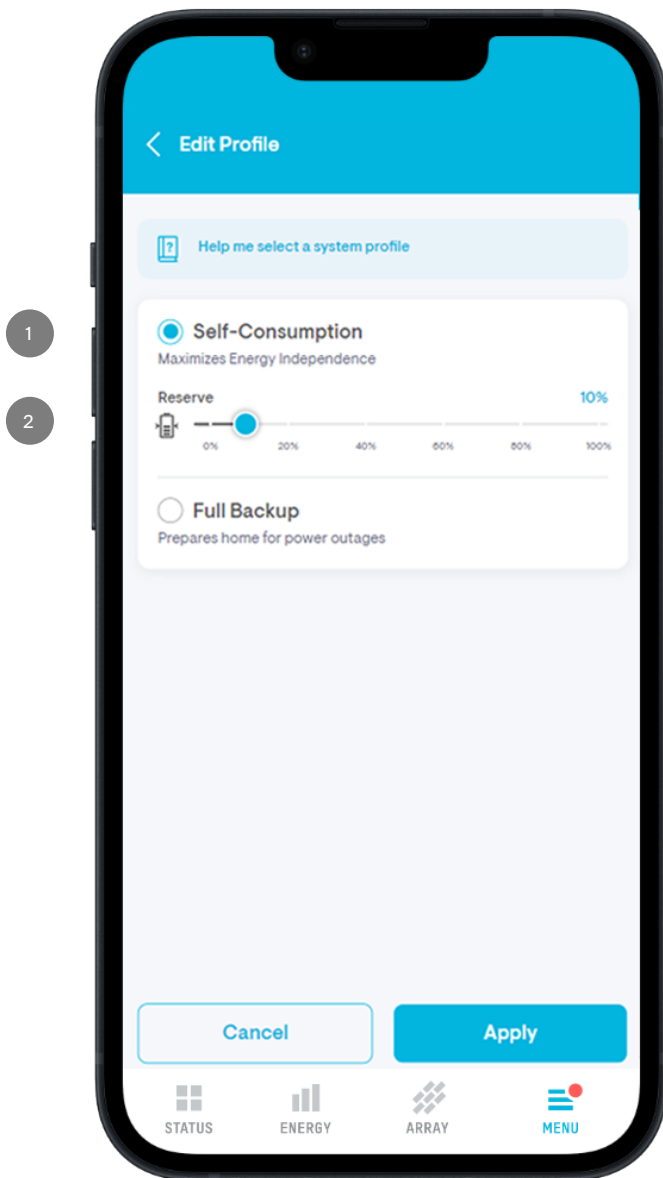 Edit Profile
?
Help me select a system profile
1
Self-Consumption
Maximizes Energy Independence
2
Reserve 10%
0% 20% 40% 60% 80% 100%
Full Backup
Prepares home for power outages
Cancel Apply
STATUS ENERGY ARRAY MENU